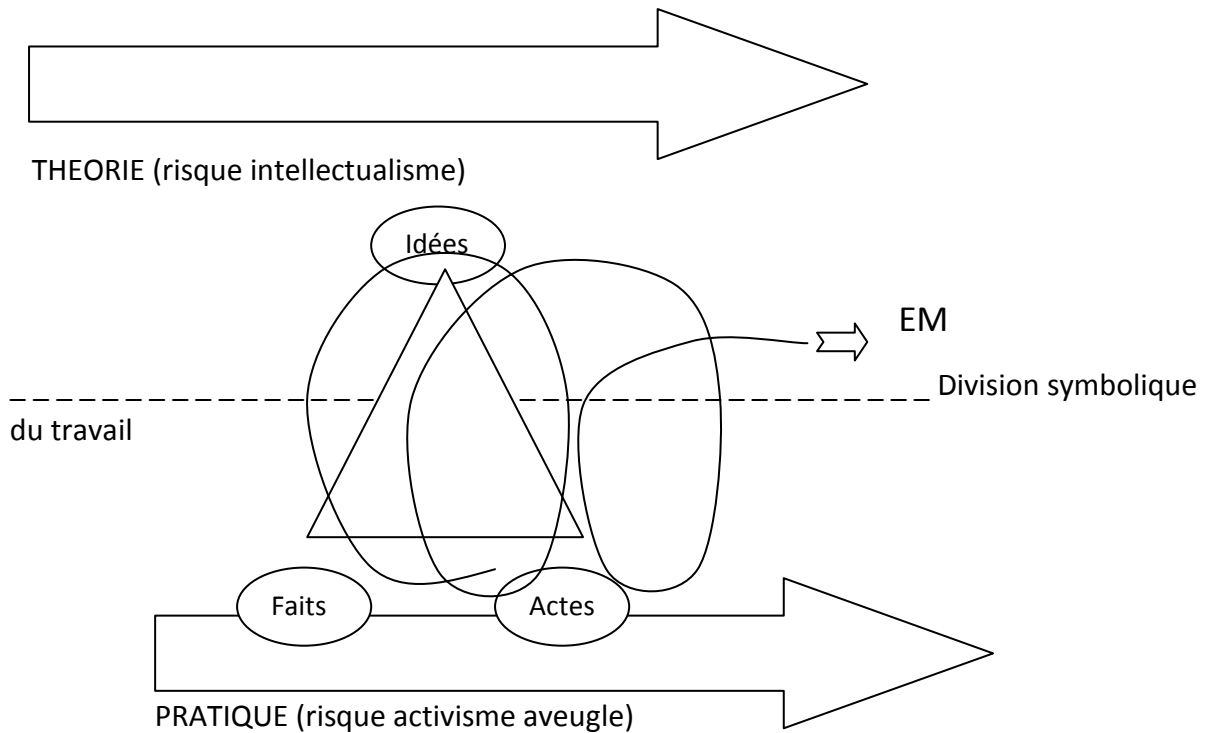 THEORIE (risque intellectualisme)
Idées
EM
Division symbolique
du travail
Faits
Actes
PRATIQUE (risque activisme aveugle)